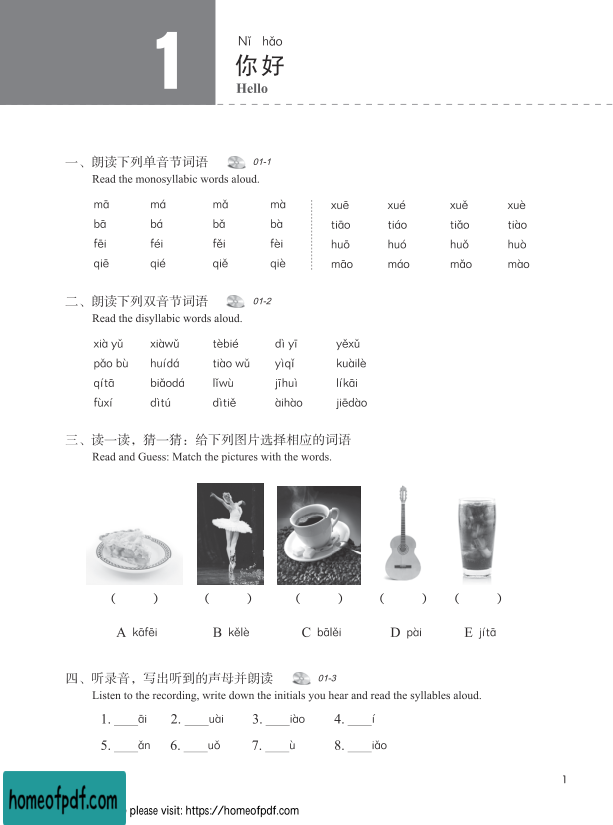 1
Nǐ hǎo
你好
Hello
一、朗读下列单音节词语 01-1
Read the monosyllabic words aloud.
mā má mǎ mà xuē xué xuě xuè
bā bá bǎ bà tiāo tiáo tiǎo tiào
fēi féi fěi fèi huō huó huǒ huò
qiē qié qiě qiè māo máo mǎo mào
二、朗读下列双音节词语 01-2
Read the disyllabic words aloud.
xià yǔ xiàwǔ tèbié dì yī yěxǔ
pǎo bù huídá tiào wǔ yìqǐ kuàilè
qítā biǎodá lǐwù jīhuì líkāi
fùxí dìtú dìtiě àihào jiēdào
三、读一读，猜一猜：给下列图片选择相应的词语
Read and Guess: Match the pictures with the words.
( ) ( ) ( ) ( ) ( )
A kāfēi B kělè C bālěi D pài E jítā
四、听录音，写出听到的声母并朗读 01-3
Listen to the recording, write down the initials you hear and read the syllables aloud.
1. ____āi 2. ____uài 3. ____iào 4. ____í
5. ____ǎn 6. ____uǒ 7. ____ù 8. ____iǎo
1
homeofpdf.com
please visit: https://homeofpdf.com